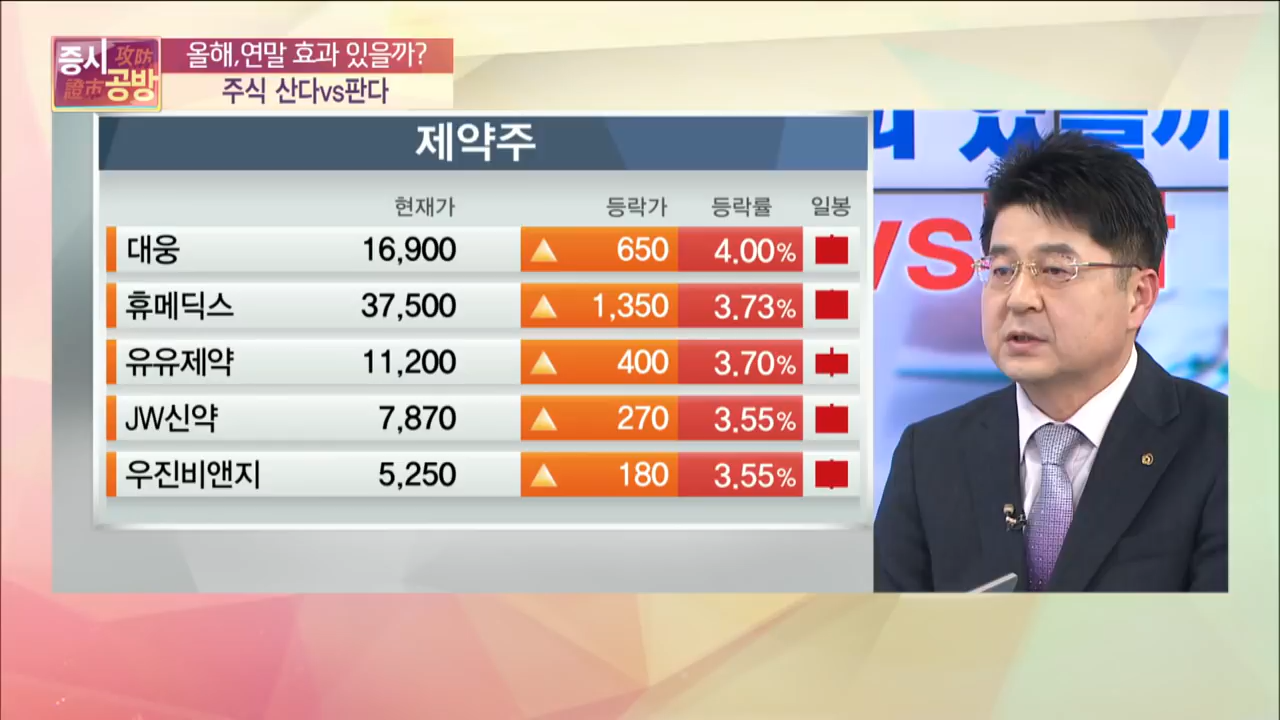 증시 攻防
證市 공방
올해,연말 효과 있을까?
주식 산다vs판다
제약주
현재가 등락가 등락률 일봉
대웅 16,900 ▲ 650 4.00%
휴메딕스 37,500 ▲ 1,350 3.73%
유유제약 11,200 ▲ 400 3.70%
JW신약 7,870 ▲ 270 3.55%
우진비앤지 5,250 ▲ 180 3.55%
있을까
vs